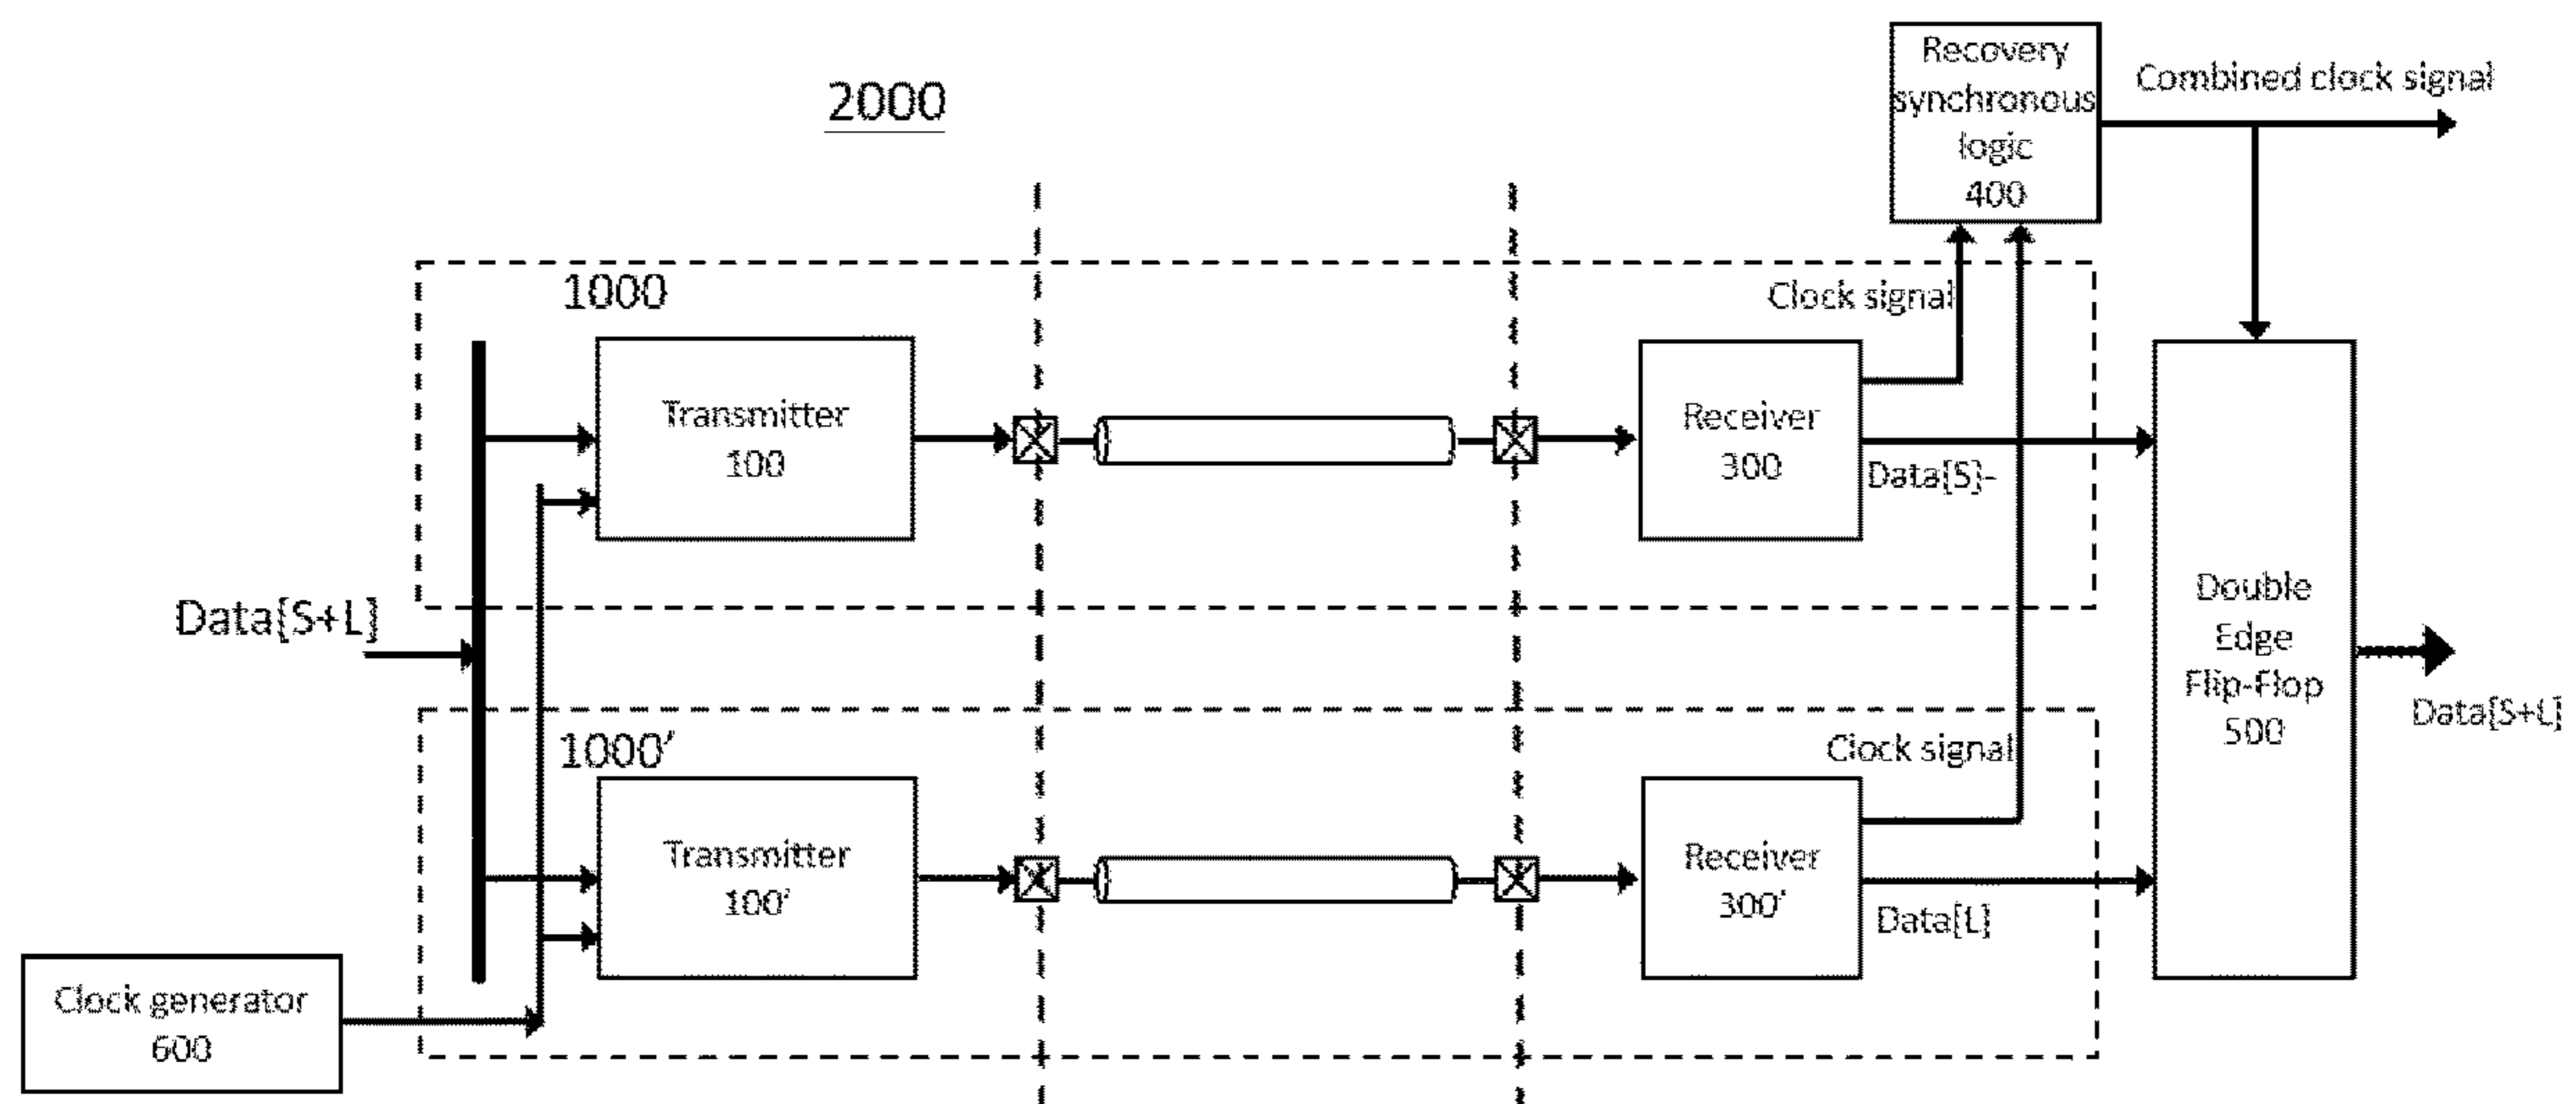 Recovery
synchronous
logic
400
Combined clock signal
2000
1000
Clock signal
Transmitter
100
Receiver
300
Data[S}-
Data[S+L]
Double
Edge
Flip-Flop
500
Data[S+L]
1000'
Clock signal
Transmitter
100'
Receiver
300'
Data[L]
Clock generator
600